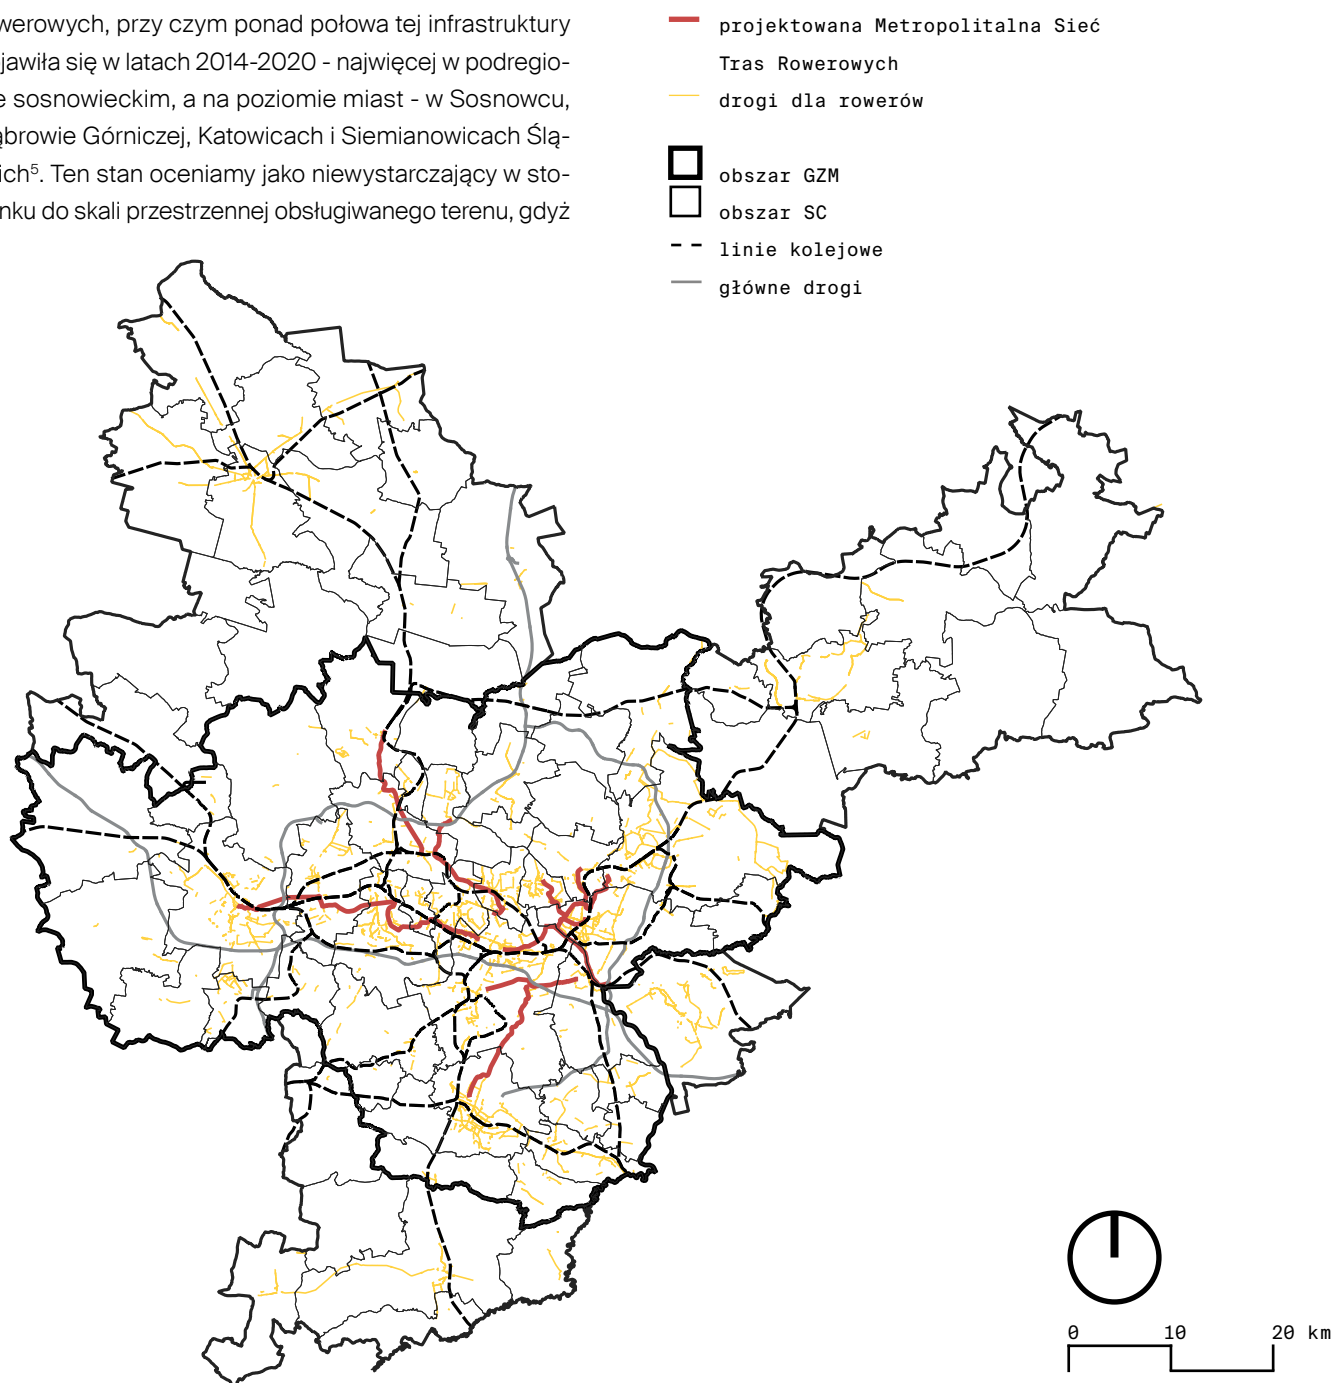 werowych, przy czym ponad połowa tej infrastruktury
jawiła się w latach 2014-2020 - najwięcej w podregio-
e sosnowieckim, a na poziomie miast - w Sosnowcu,
ąbrowie Górniczej, Katowicach i Siemianowicach Ślą-
ich⁵. Ten stan oceniamy jako niewystarczający w sto-
nku do skali przestrzennej obsługiwanego terenu, gdyż
projektowana Metropolitalna Sieć
Tras Rowerowych
drogi dla rowerów
obszar GZM
obszar SC
linie kolejowe
główne drogi
0 10 20 km